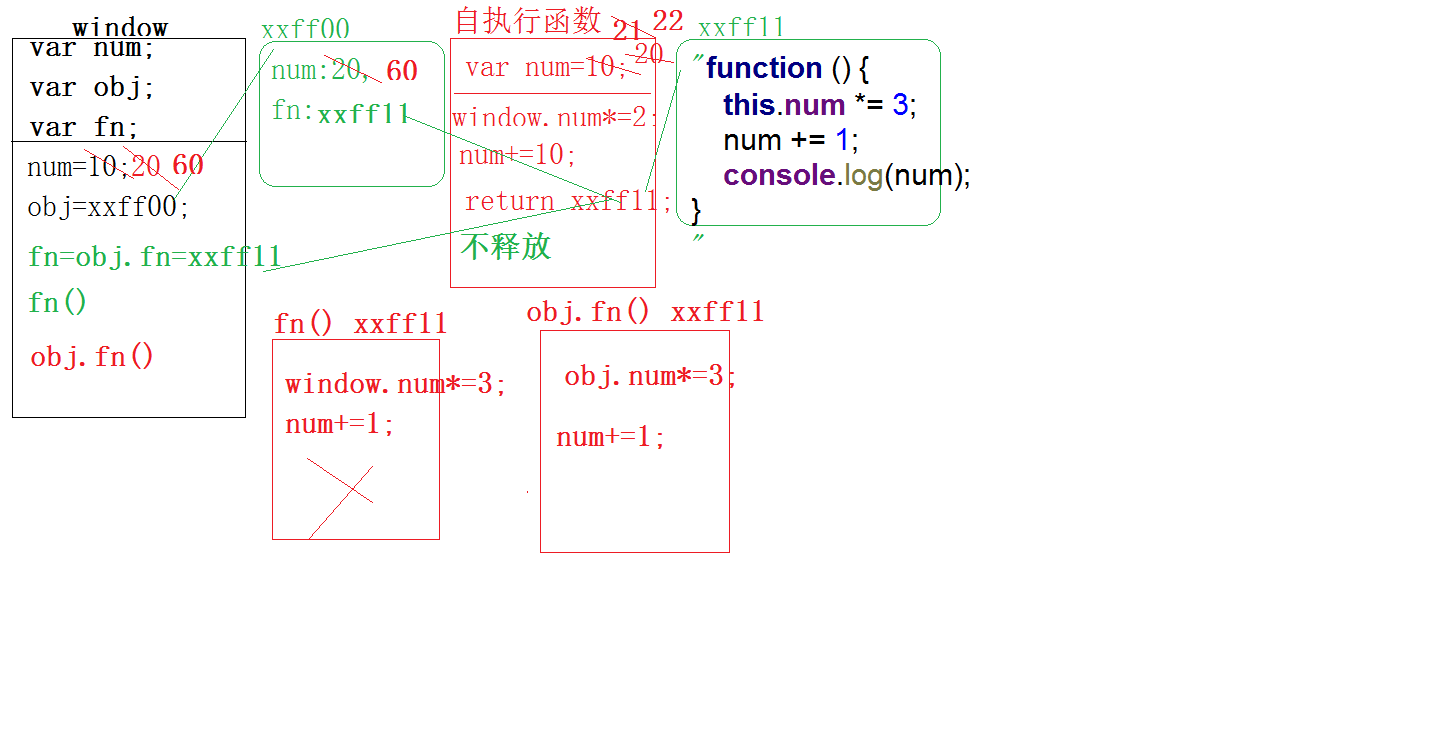 window
var num;
var obj;
var fn;
num=10;20 60
obj=xxff00;
fn=obj.fn=xxff11
fn()
obj.fn()
xxff00
num:20, 60
fn:xxff11
自执行函数 21 22
var num=10; 20
window.num*=2;
num+=10;
return xxff11;
不释放
xxff11
"function () {
this.num *= 3;
num += 1;
console.log(num);
}
"
fn() xxff11
window.num*=3;
num+=1;
obj.fn() xxff11
obj.num*=3;
num+=1;